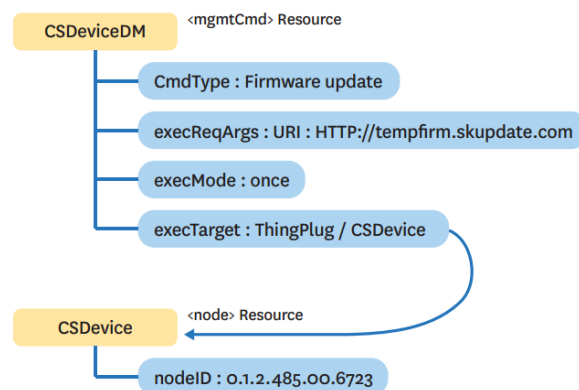 CSDeviceDM
<mgmtCmd> Resource
CmdType : Firmware update
execReqArgs : URI : HTTP://tempfirm.skupdate.com
execMode : once
execTarget : ThingPlug / CSDevice
CSDevice
<node> Resource
nodeID : 0.1.2.485.00.6723